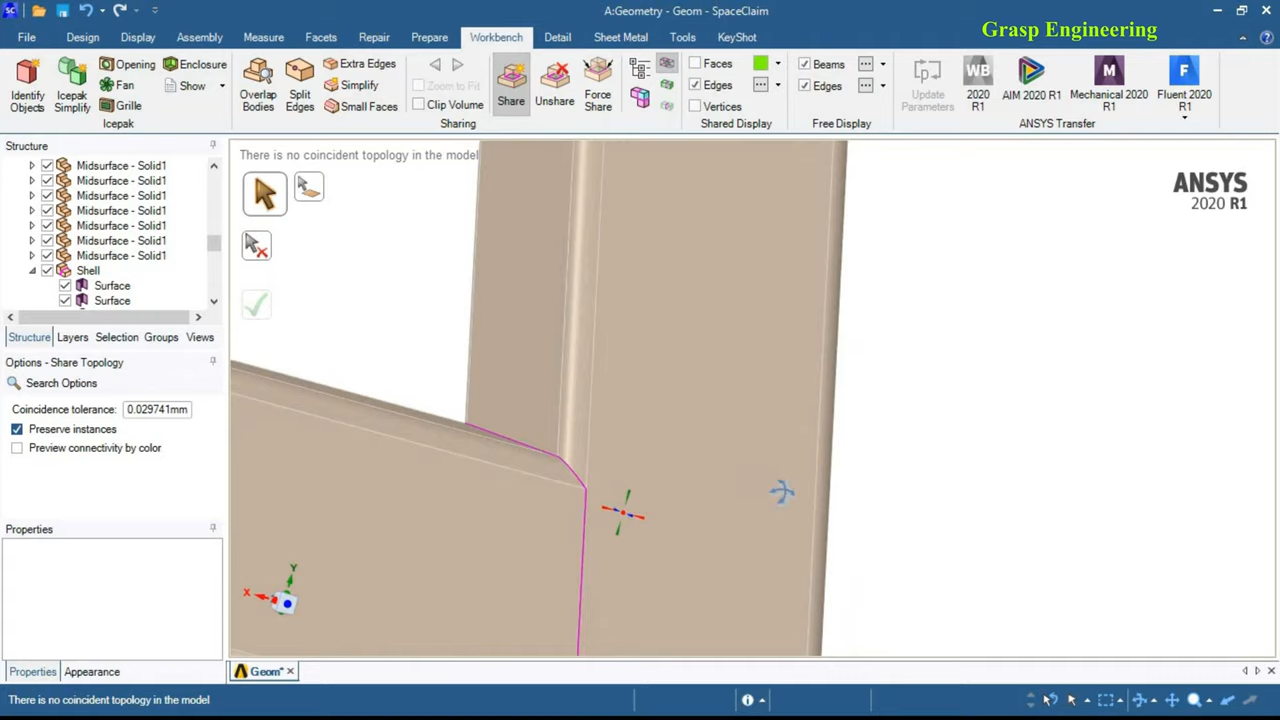 A:Geometry - Geom - SpaceClaim
Grasp Engineering
File Design Display Assembly Measure Facets Repair Prepare Workbench Detail Sheet Metal Tools KeyShot
Identify Objects
Icepak Simplify
Opening
Fan
Grille
Enclosure
Show
Icepak
Overlap Bodies
Split Edges
Extra Edges
Simplify
Small Faces
Zoom to Fit
Clip Volume
Sharing
Share
Unshare
Force Share
Faces
Edges
Vertices
Shared Display
Beams
Edges
Free Display
Update Parameters
WB
2020 R1
AIM 2020 R1
M
Mechanical 2020 R1
F
Fluent 2020 R1
ANSYS Transfer
Structure
Midsurface - Solid1
Midsurface - Solid1
Midsurface - Solid1
Midsurface - Solid1
Midsurface - Solid1
Midsurface - Solid1
Midsurface - Solid1
Shell
Surface
Surface
Structure Layers Selection Groups Views
Options - Share Topology
Search Options
Coincidence tolerance: 0.029741mm
Preserve instances
Preview connectivity by color
Properties
Properties Appearance
There is no coincident topology in the model
ANSYS
2020 R1
Y
X
Geom*
There is no coincident topology in the model